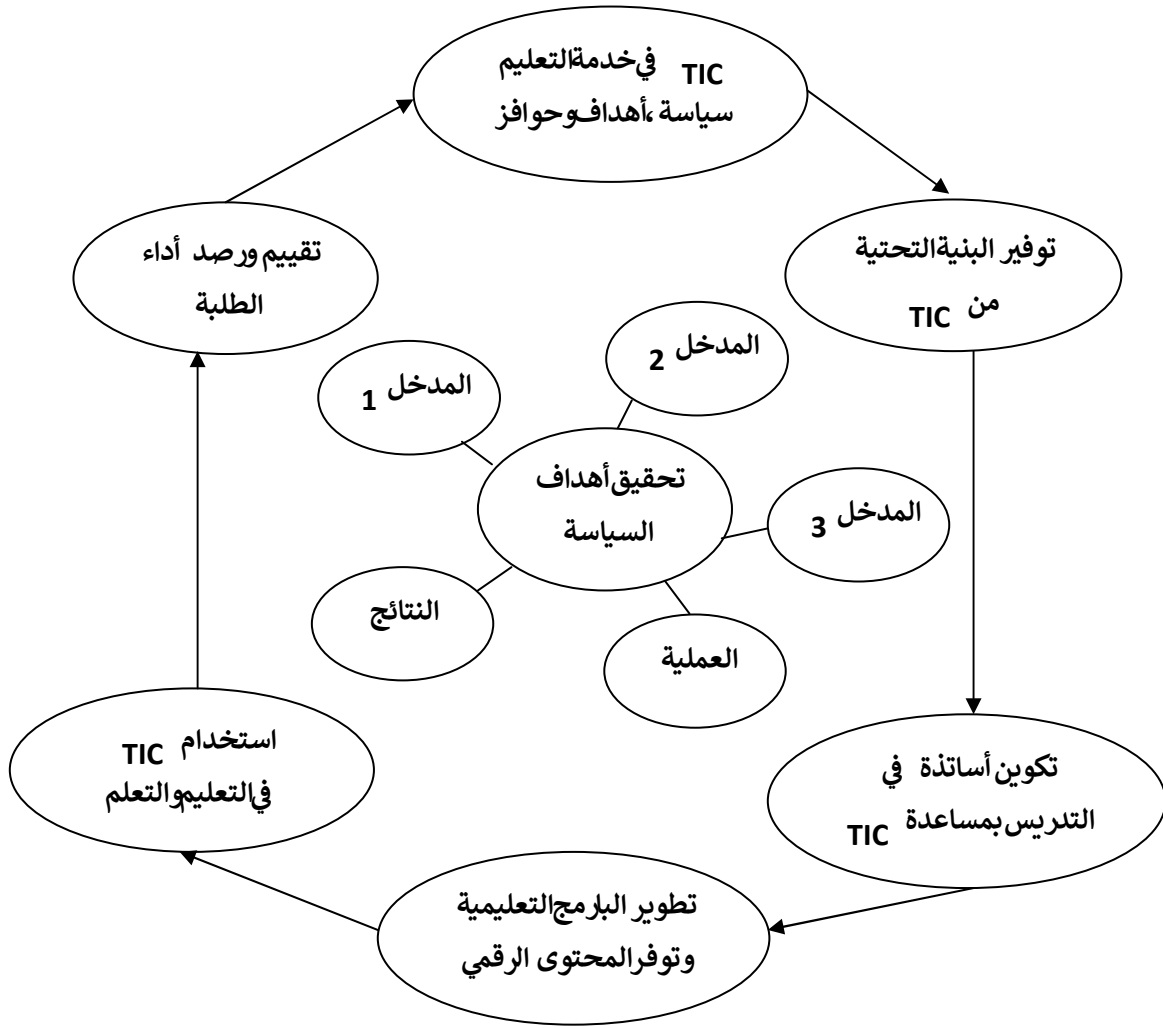 TIC في خدمة التعليم
سياسة ،أهداف وحوافز
توفير البنية التحتية
من TIC
تقييم ورصد أداء
الطلبة
المدخل 2
المدخل 1
تحقيق أهداف
السياسة
المدخل 3
النتائج
العملية
استخدام TIC
في التعليم والتعلم
تكوين أساتذة في
التدريس بمساعدة TIC
تطوير البارمج التعليمية
وتوفر المحتوى الرقمي